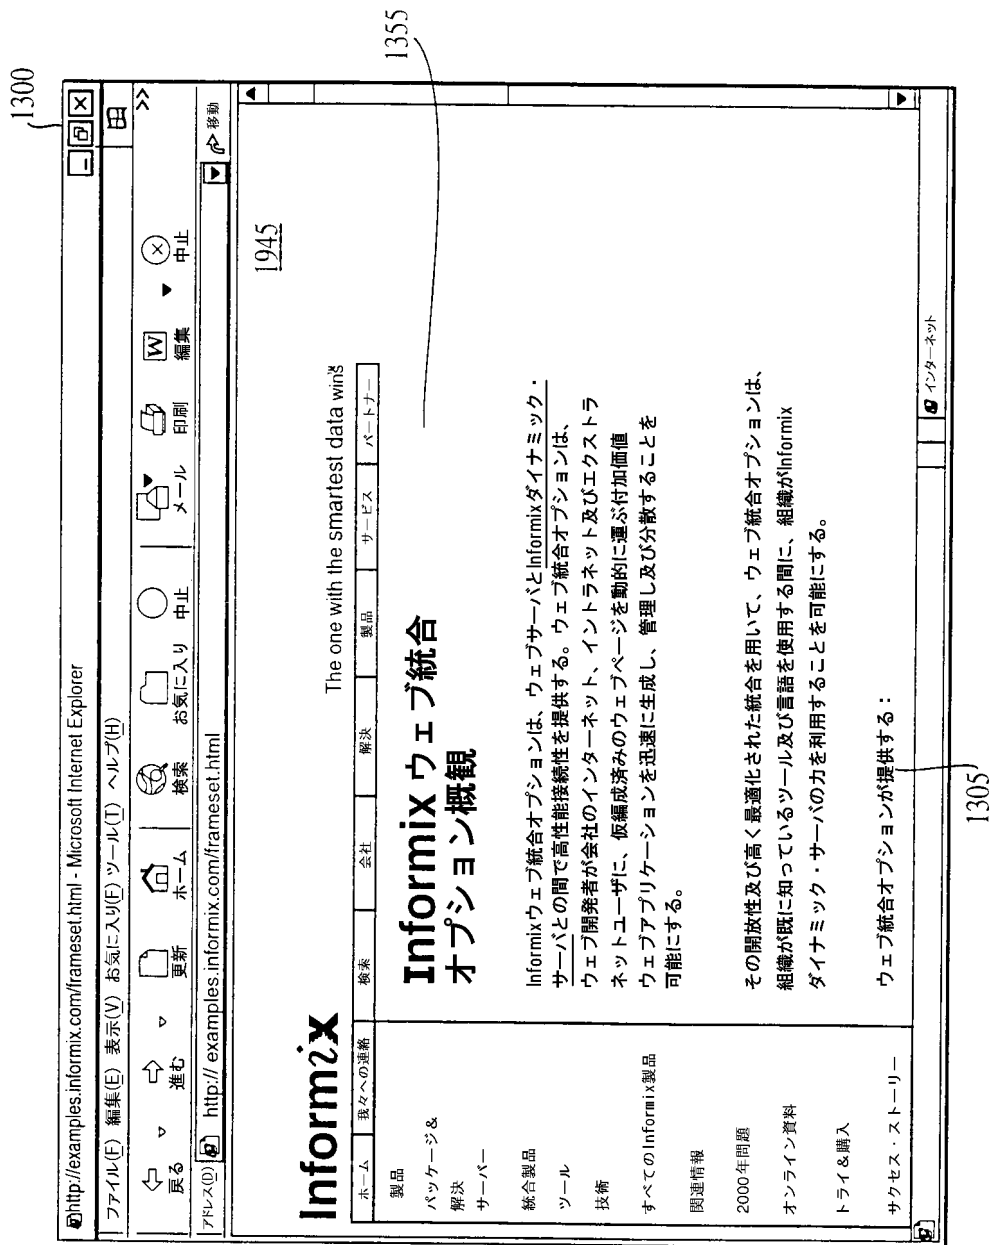 1300
http://examples.informix.com/frameset.html - Microsoft Internet Explorer
ファイル(F) 編集(E) 表示(V) お気に入り(F) ツール(T) ヘルプ(H)
戻る 進む 更新 ホーム 検索 お気に入り 中止 メール 印刷 編集 中止 >>
アドレス(D) http:// examples.informix.com/frameset.html 移動
1945
1355
Informix
The one with the smartest data wins
ホーム 我々への連絡 検索 会社 解決 製品 サービス パートナー
製品
パッケージ&
解決
サーバー
統合製品
ツール
技術
すべてのInformix製品
関連情報
2000年問題
オンライン資料
トライ&購入
サクセス・ストーリー
Informix ウェブ統合
オプション概観
Informixウェブ統合オプションは、ウェブサーバとInformixダイナミック・
サーバとの間で高性能接続性を提供する。ウェブ統合オプションは、
ウェブ開発者が会社のインターネット、イントラネット及びエクストラ
ネットユーザに、仮編成済みのウェブページを動的に運ぶ付加価値
ウェブアプリケーションを迅速に生成し、管理し及び分散することを
可能にする。
その開放性及び高く最適化された統合を用いて、ウェブ統合オプションは、
組織が既に知っているツール及び言語を使用する間に、組織がInformix
ダイナミック・サーバの力を利用することを可能にする。
ウェブ統合オプションが提供する：
1305
インターネット